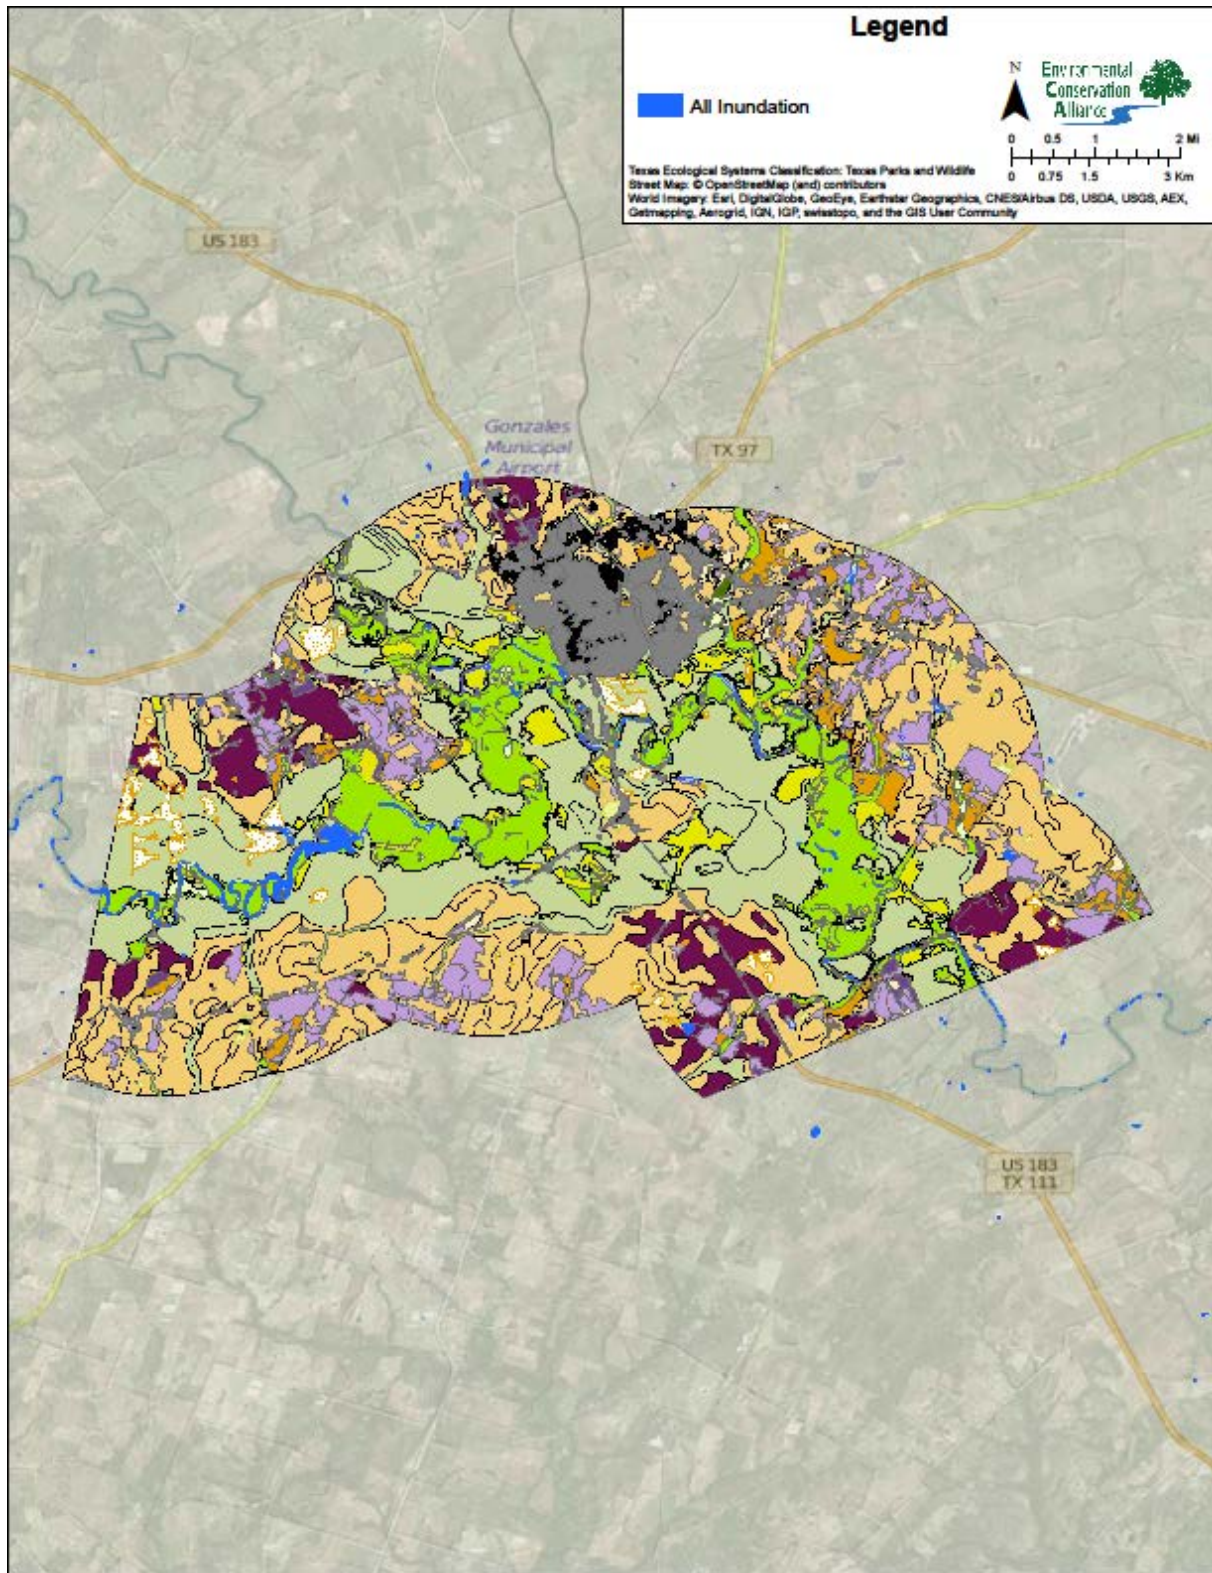 Legend
All Inundation
N
Environmental
Conservation
Alliance
0 0.5 1 2 Mi
0 0.75 1.5 3 Km
Texas Ecological Systems Classification: Texas Parks and Wildlife
Street Map: © OpenStreetMap (and) contributors
World Imagery: Esri, DigitalGlobe, GeoEye, Earthstar Geographics, CNES/Airbus DS, USDA, USGS, AEX,
Getmapping, Aerogrid, IGN, IGP, swisstopo, and the GIS User Community
US 183
Gonzales
Municipal
Airport
TX 97
US 183
TX 111